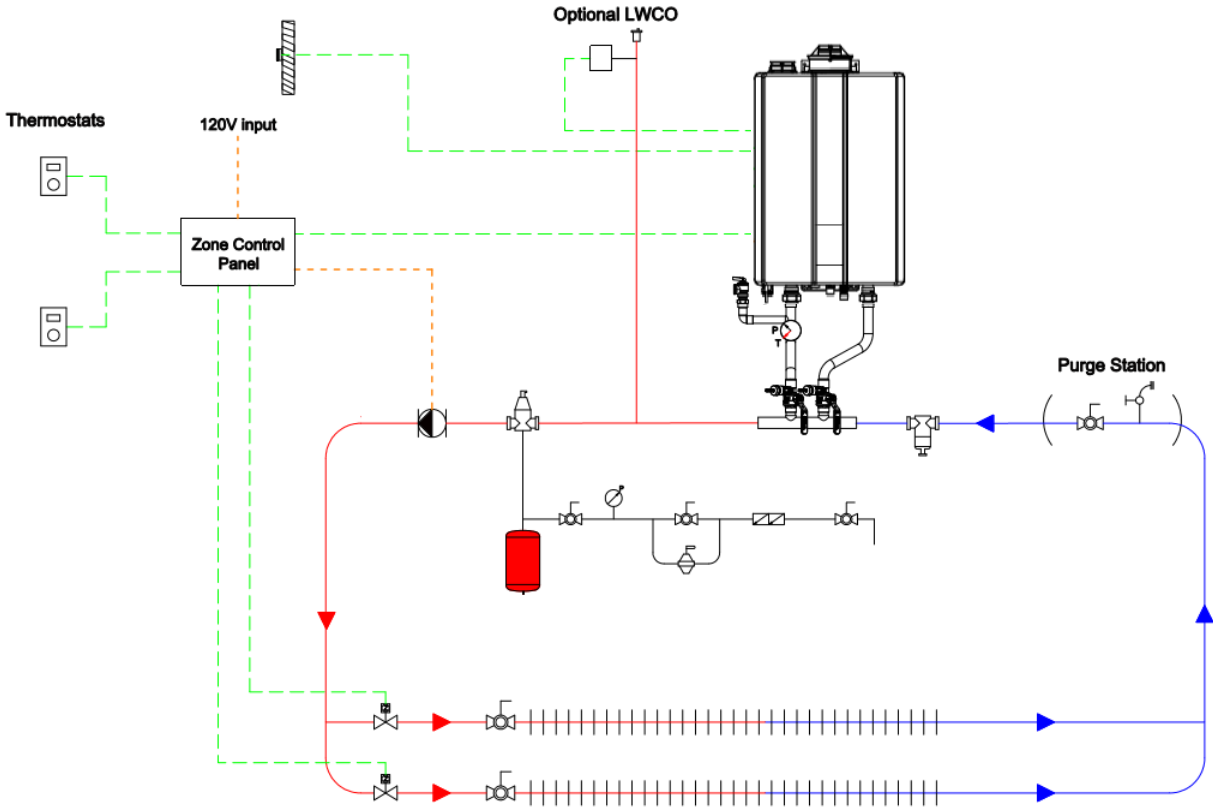 Optional LWCO
Thermostats
120V input
Zone Control
Panel
P
T
Purge Station
P